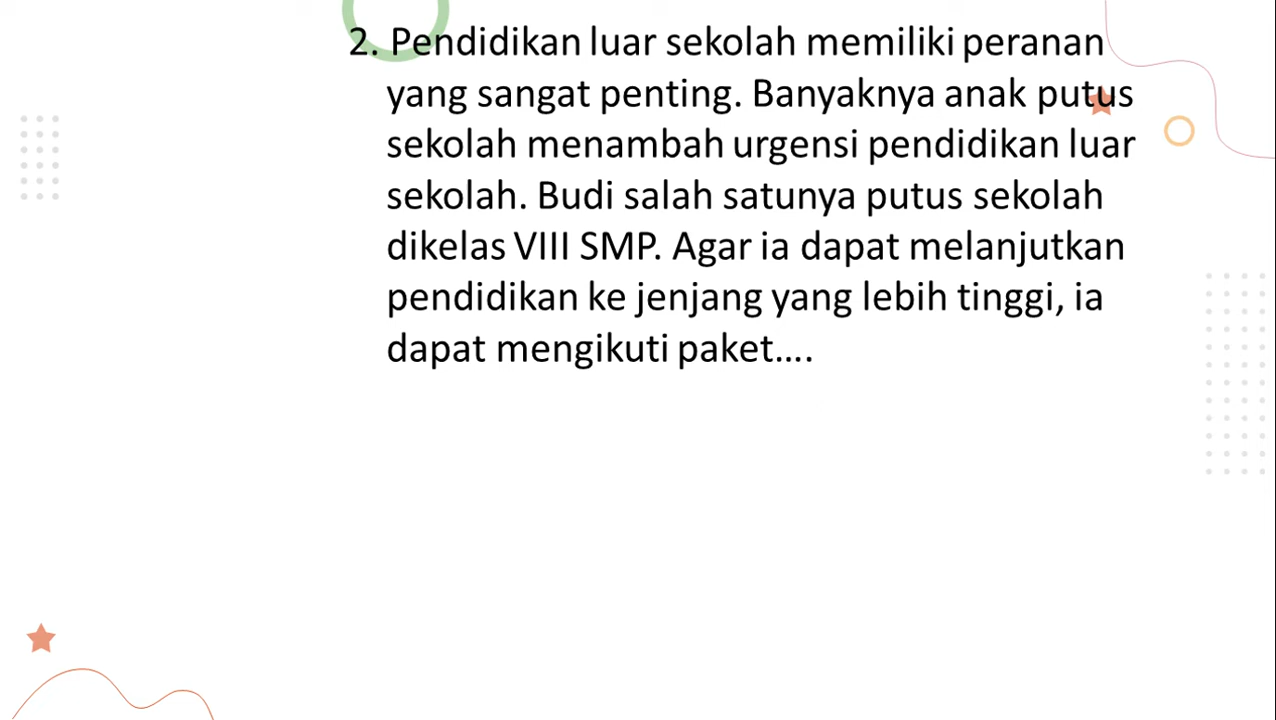 2. Pendidikan luar sekolah memiliki peranan
yang sangat penting. Banyaknya anak putus
sekolah menambah urgensi pendidikan luar
sekolah. Budi salah satunya putus sekolah
dikelas VIII SMP. Agar ia dapat melanjutkan
pendidikan ke jenjang yang lebih tinggi, ia
dapat mengikuti paket....